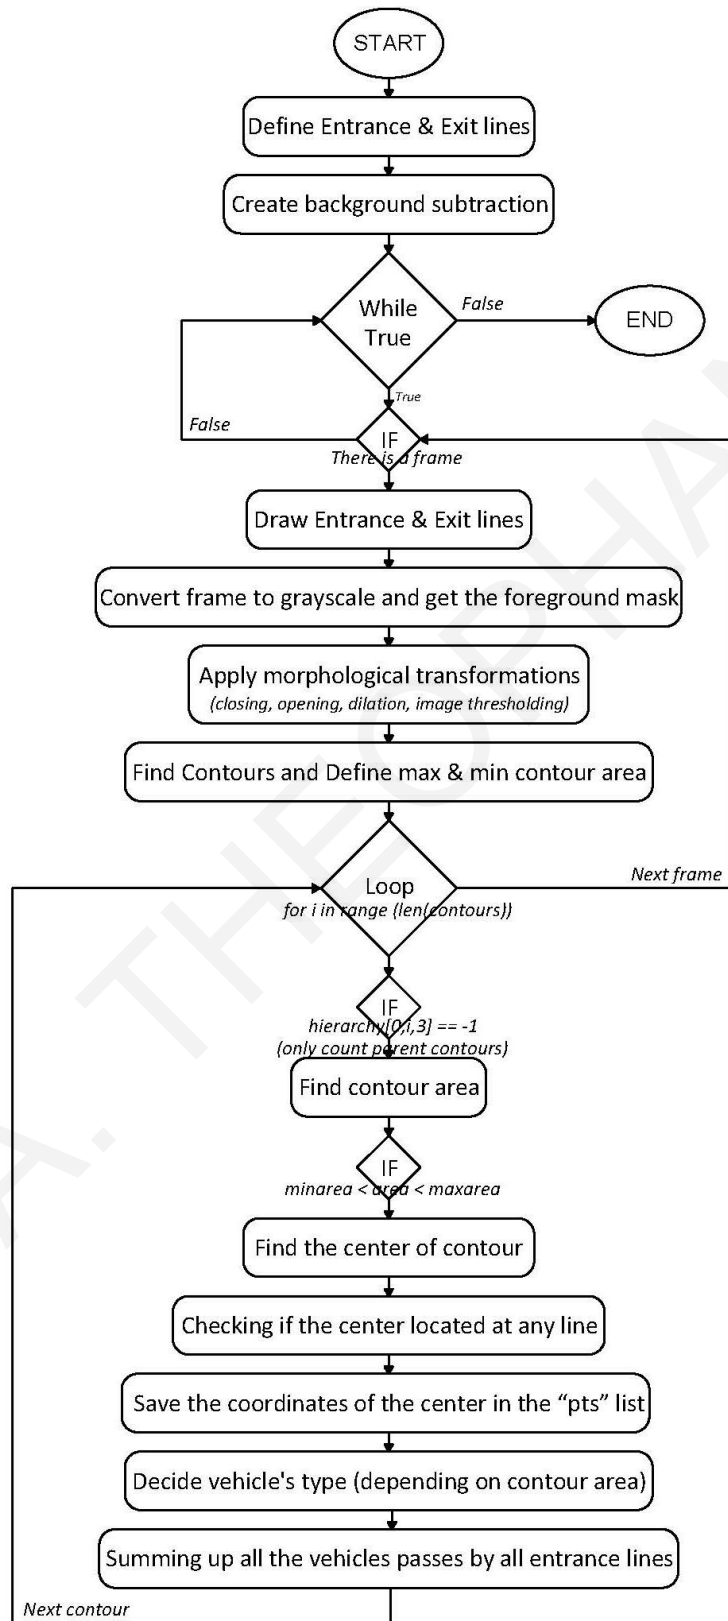 START
Define Entrance & Exit lines
Create background subtraction
While
True
False
END
True
False
IF
There is a frame
Draw Entrance & Exit lines
Convert frame to grayscale and get the foreground mask
Apply morphological transformations
(closing, opening, dilation, image thresholding)
Find Contours and Define max & min contour area
Next frame
Loop
for i in range (len(contours))
IF
hierarchy[0,i,3] == -1
(only count parent contours)
Find contour area
IF
minarea < area < maxarea
Find the center of contour
Checking if the center located at any line
Save the coordinates of the center in the “pts” list
Decide vehicle's type (depending on contour area)
Summing up all the vehicles passes by all entrance lines
Next contour